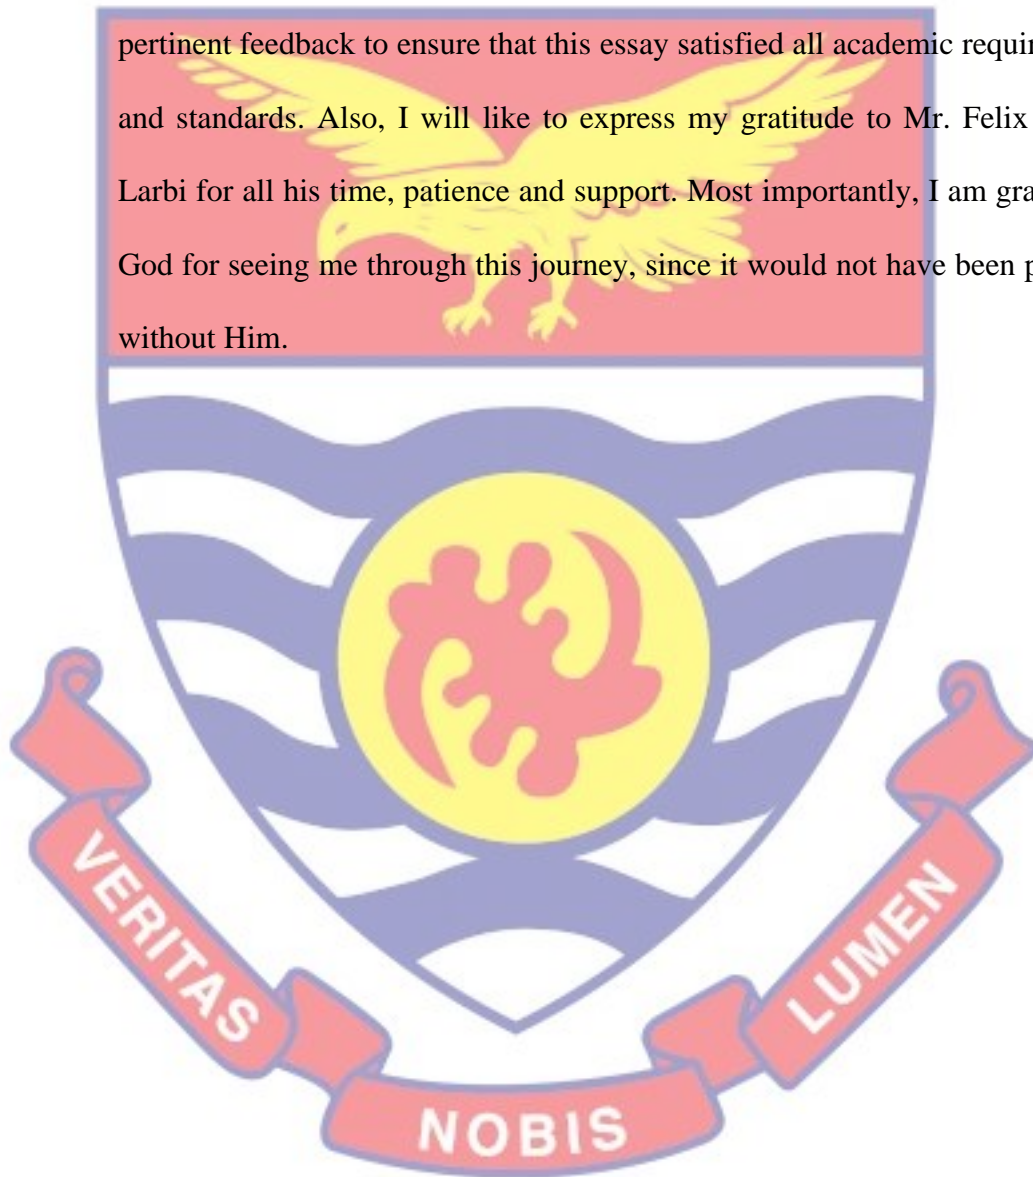 pertinent feedback to ensure that this essay satisfied all academic requir
and standards. Also, I will like to express my gratitude to Mr. Felix
Larbi for all his time, patience and support. Most importantly, I am gra
God for seeing me through this journey, since it would not have been p
without Him.
VERITAS
NOBIS
LUMEN